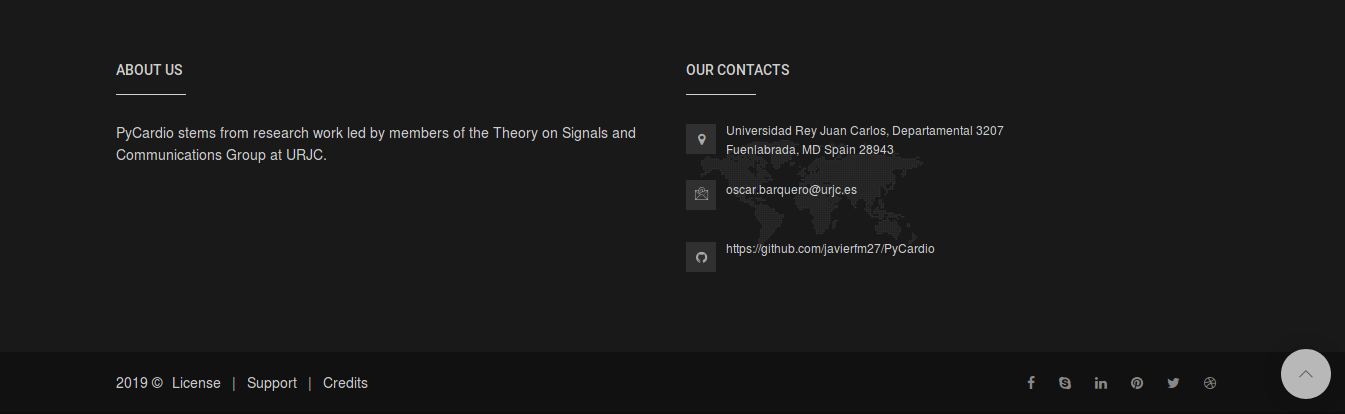 ABOUT US
PyCardio stems from research work led by members of the Theory on Signals and
Communications Group at URJC.
OUR CONTACTS
Universidad Rey Juan Carlos, Departamental 3207
Fuenlabrada, MD Spain 28943
oscar.barquero@urjc.es
https://github.com/javierfm27/PyCardio
2019 © License | Support | Credits